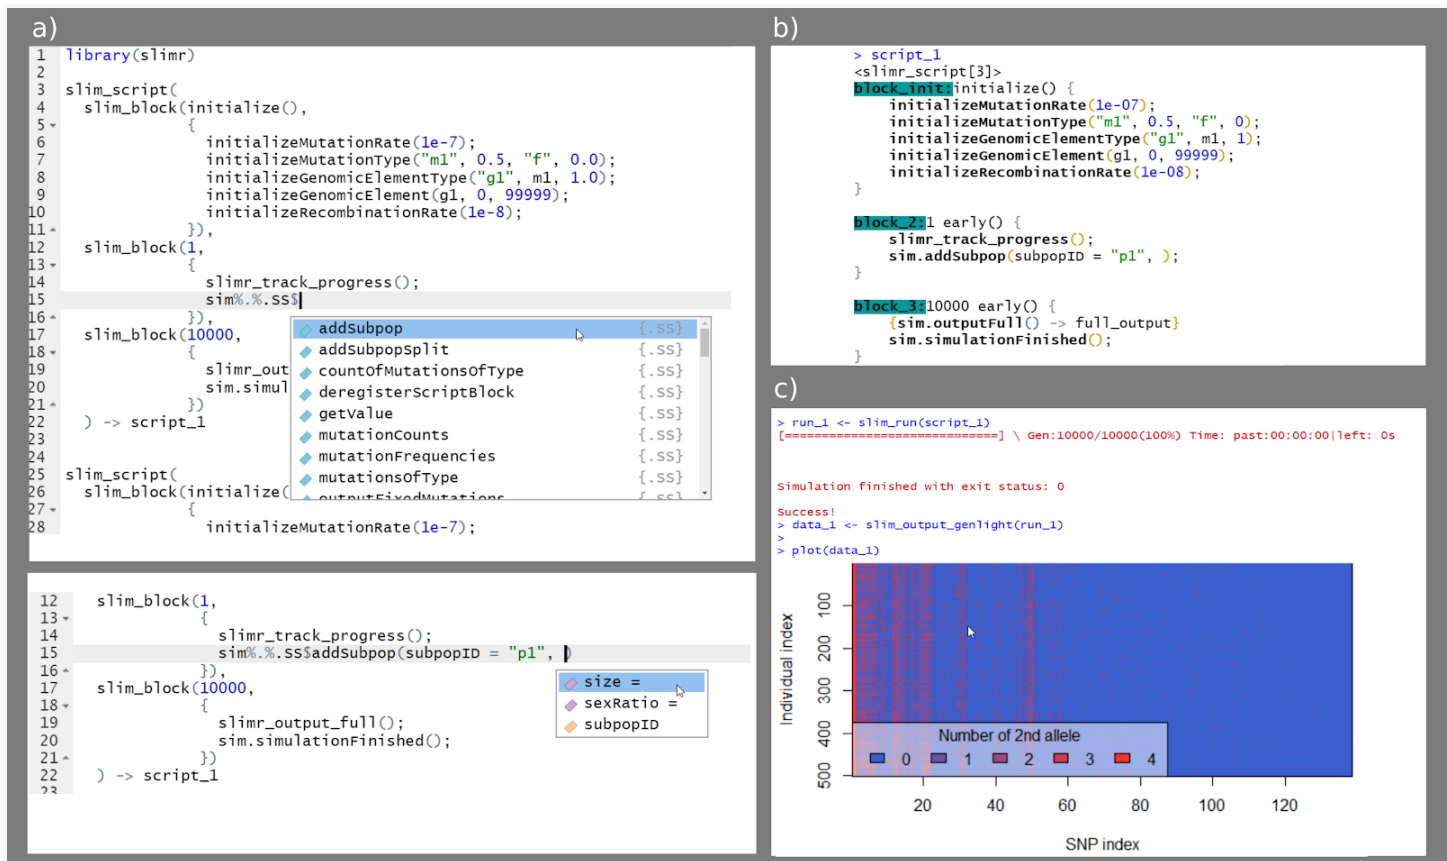 a)
1 library(slimr)
2
3 slim_script(
4 slim_block(initialize(),
5 {
6 initializeMutationRate(1e-7);
7 initializeMutationType("m1", 0.5, "f", 0.0);
8 initializeGenomicElementType("g1", m1, 1.0);
9 initializeGenomicElement(g1, 0, 99999);
10 initializeRecombinationRate(1e-8);
11 }),
12 slim_block(1,
13 {
14 slimr_track_progress();
15 sim%.%.SS$
16 }),
17 slim_block(10000,
18 {
19 slimr_out
20 sim.simul
21 })
22 ) -> script_1
23
24
25 slim_script(
26 slim_block(initialize(
27 {
28 initializeMutationRate(1e-7);
addSubpop {.SS}
addSubpopSplit {.SS}
countOfMutationsOfType {.SS}
deregisterScriptBlock {.SS}
getValue {.SS}
mutationCounts {.SS}
mutationFrequencies {.SS}
mutationsOfType {.SS}
outputFixedMutations {.SS}
12 slim_block(1,
13 {
14 slimr_track_progress();
15 sim%.%.SS$addSubpop(subpopID = "p1", )
16 }),
17 slim_block(10000,
18 {
19 slimr_output_full();
20 sim.simulationFinished();
21 })
22 ) -> script_1
23
size =
sexRatio =
subpopID
b)
> script_1
<slimr_script[3]>
block_init:initialize() {
initializeMutationRate(1e-07);
initializeMutationType("m1", 0.5, "f", 0);
initializeGenomicElementType("g1", m1, 1);
initializeGenomicElement(g1, 0, 99999);
initializeRecombinationRate(1e-08);
}
block_2:1 early() {
slimr_track_progress();
sim.addSubpop(subpopID = "p1", );
}
block_3:10000 early() {
{sim.outputFull() -> full_output}
sim.simulationFinished();
}
c)
> run_1 <- slim_run(script_1)
[=============================] \ Gen:10000/10000(100%) Time: past:00:00:00|left: 0s
Simulation finished with exit status: 0
Success!
> data_1 <- slim_output_genlight(run_1)
>
> plot(data_1)
Individual index
100
200
300
400
500
Number of 2nd allele
0 1 2 3 4
20 40 60 80 100 120
SNP index